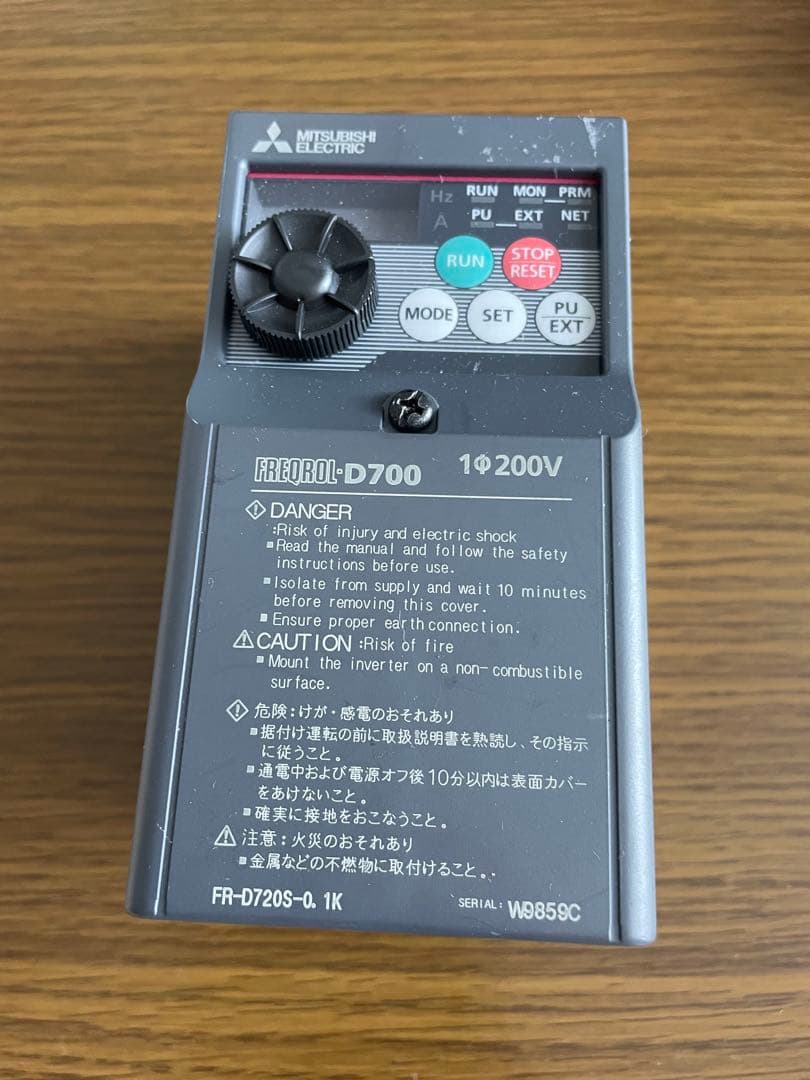 MITSUBISHI
ELECTRIC
Hz RUN MON PRM
A PU EXT NET
RUN STOP
RESET
MODE SET PU
EXT
FREQROL-D700 1Φ200V
DANGER
:Risk of injury and electric shock
■Read the manual and follow the safety
instructions before use.
■Isolate from supply and wait 10 minutes
before removing this cover.
■Ensure proper earth connection.
CAUTION :Risk of fire
■Mount the inverter on a non-combustible
surface.
危険：けが・感電のおそれあり
■据付け運転の前に取扱説明書を熟読し、その指示
に従うこと。
■通電中および電源オフ後10分以内は表面カバー
をあけないこと。
■確実に接地をおこなうこと。
注意：火災のおそれあり
■金属などの不燃物に取付けること。
FR-D720S-0.1K SERIAL: W9859C